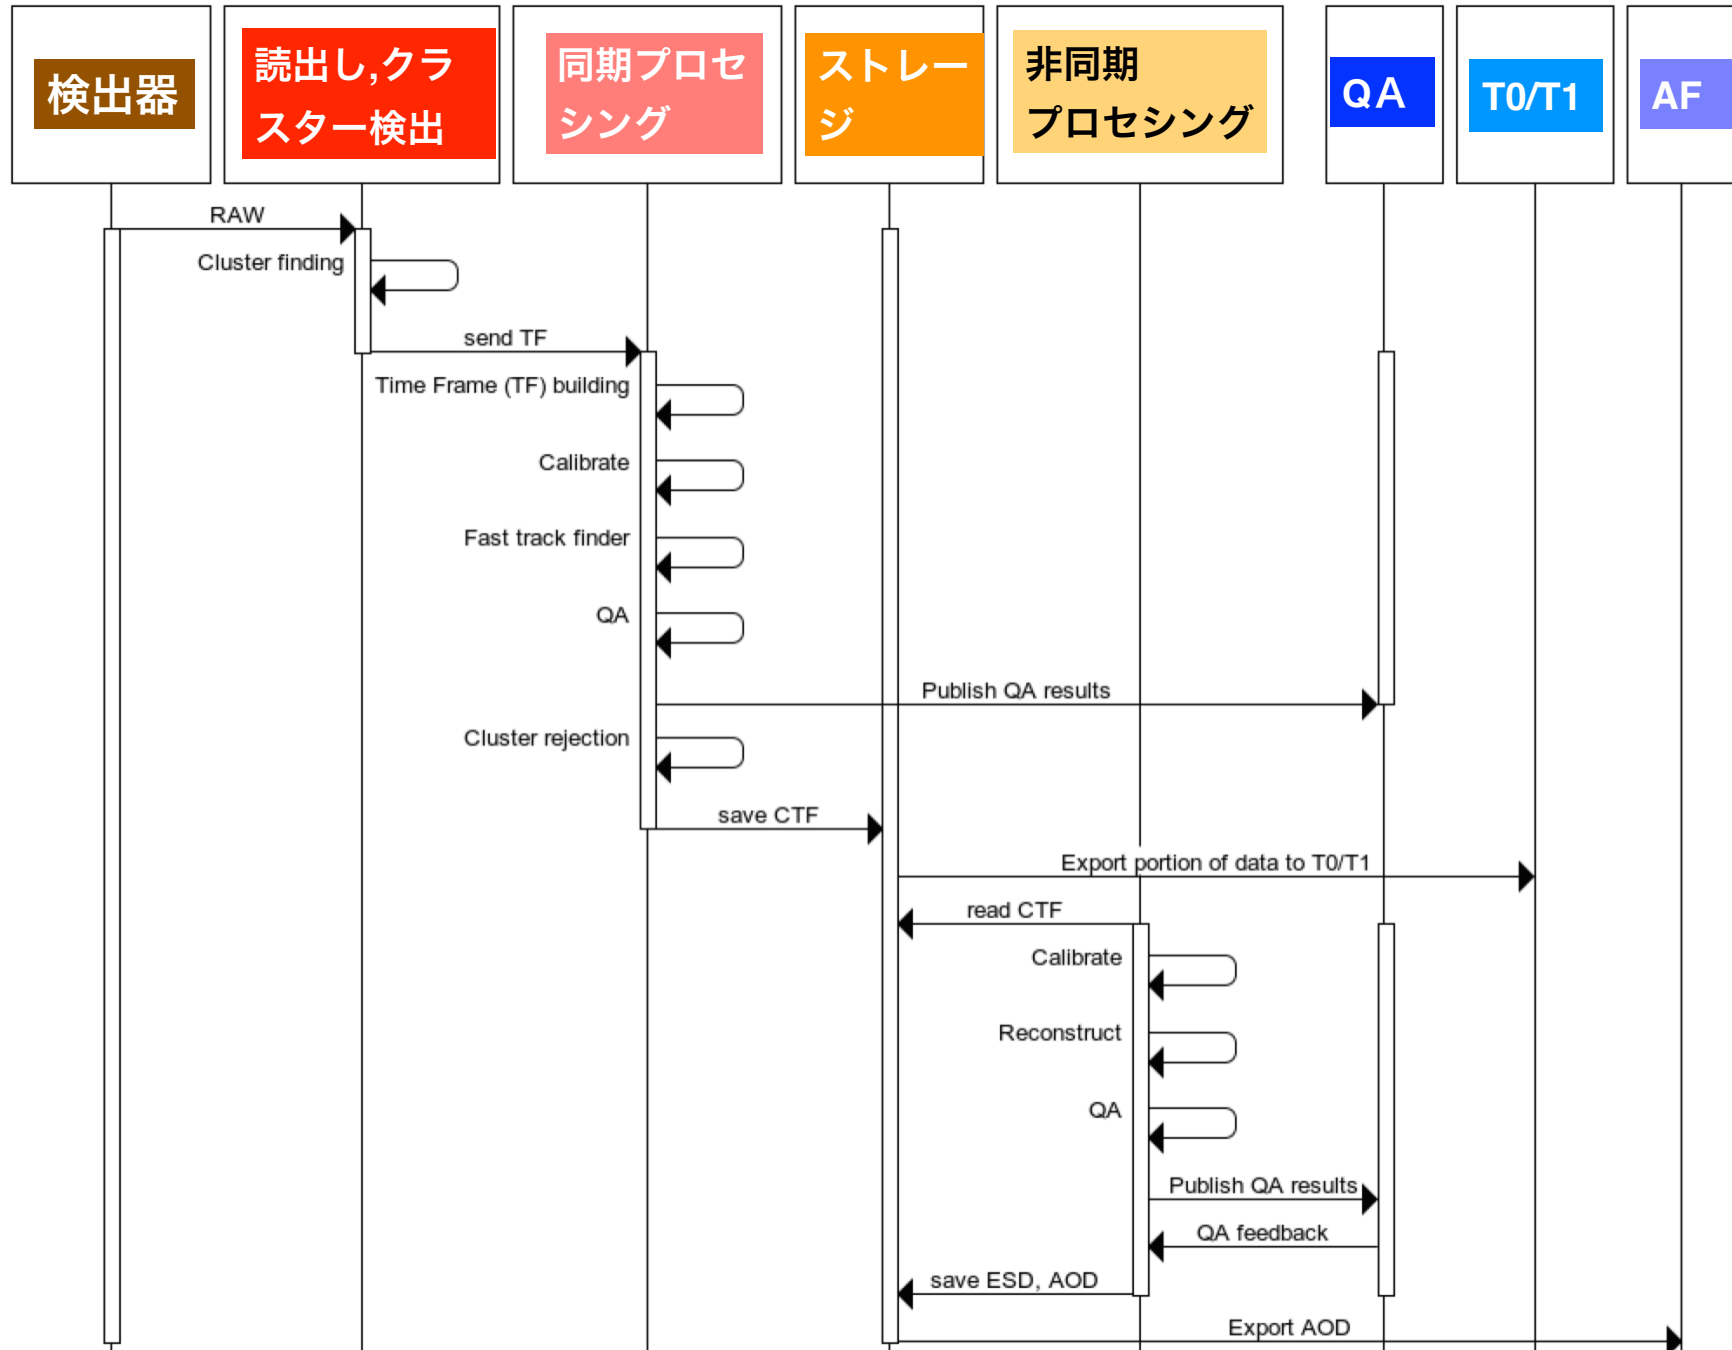 検出器
読出し,クラ
スター検出
同期プロセ
シング
ストレー
ジ
非同期
プロセシング
QA
T0/T1
AF
RAW
Cluster finding
send TF
Time Frame (TF) building
Calibrate
Fast track finder
QA
Publish QA results
Cluster rejection
save CTF
Export portion of data to T0/T1
read CTF
Calibrate
Reconstruct
QA
Publish QA results
QA feedback
save ESD, AOD
Export AOD